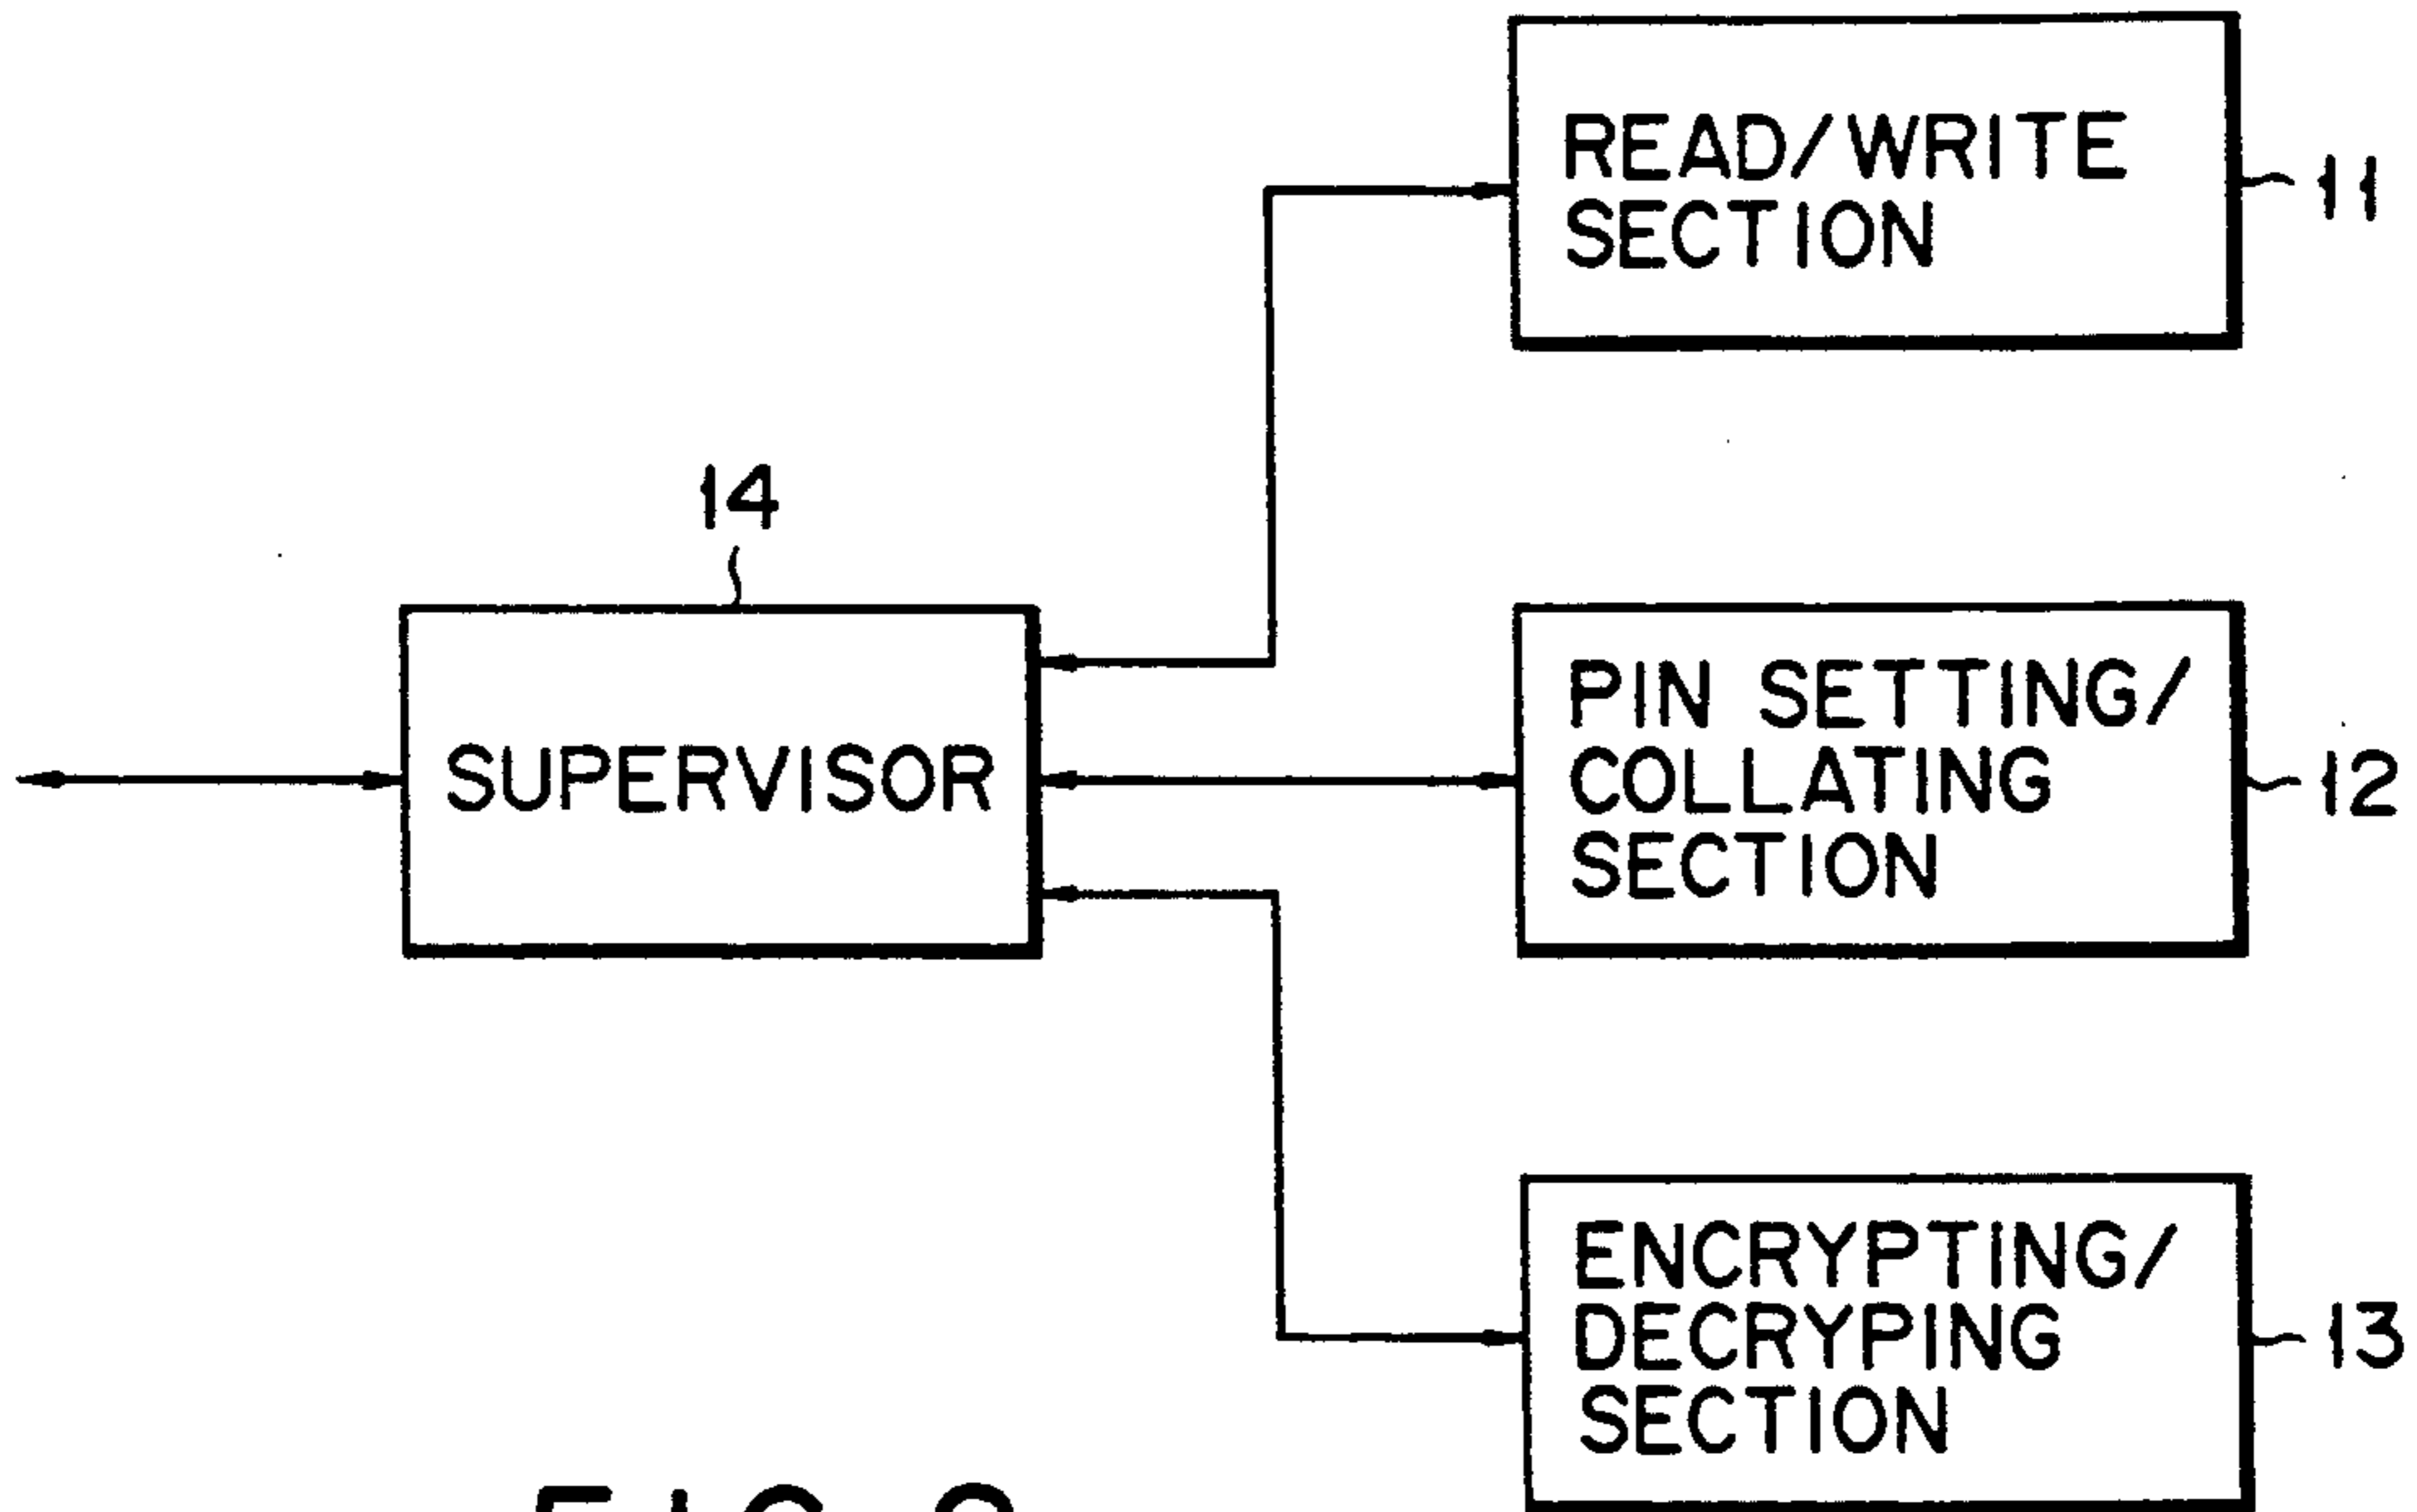 READ/WRITE
SECTION
11
14
SUPERVISOR
PIN SETTING/
COLLATING
SECTION
12
ENCRYPTING/
DECRYPING
SECTION
13